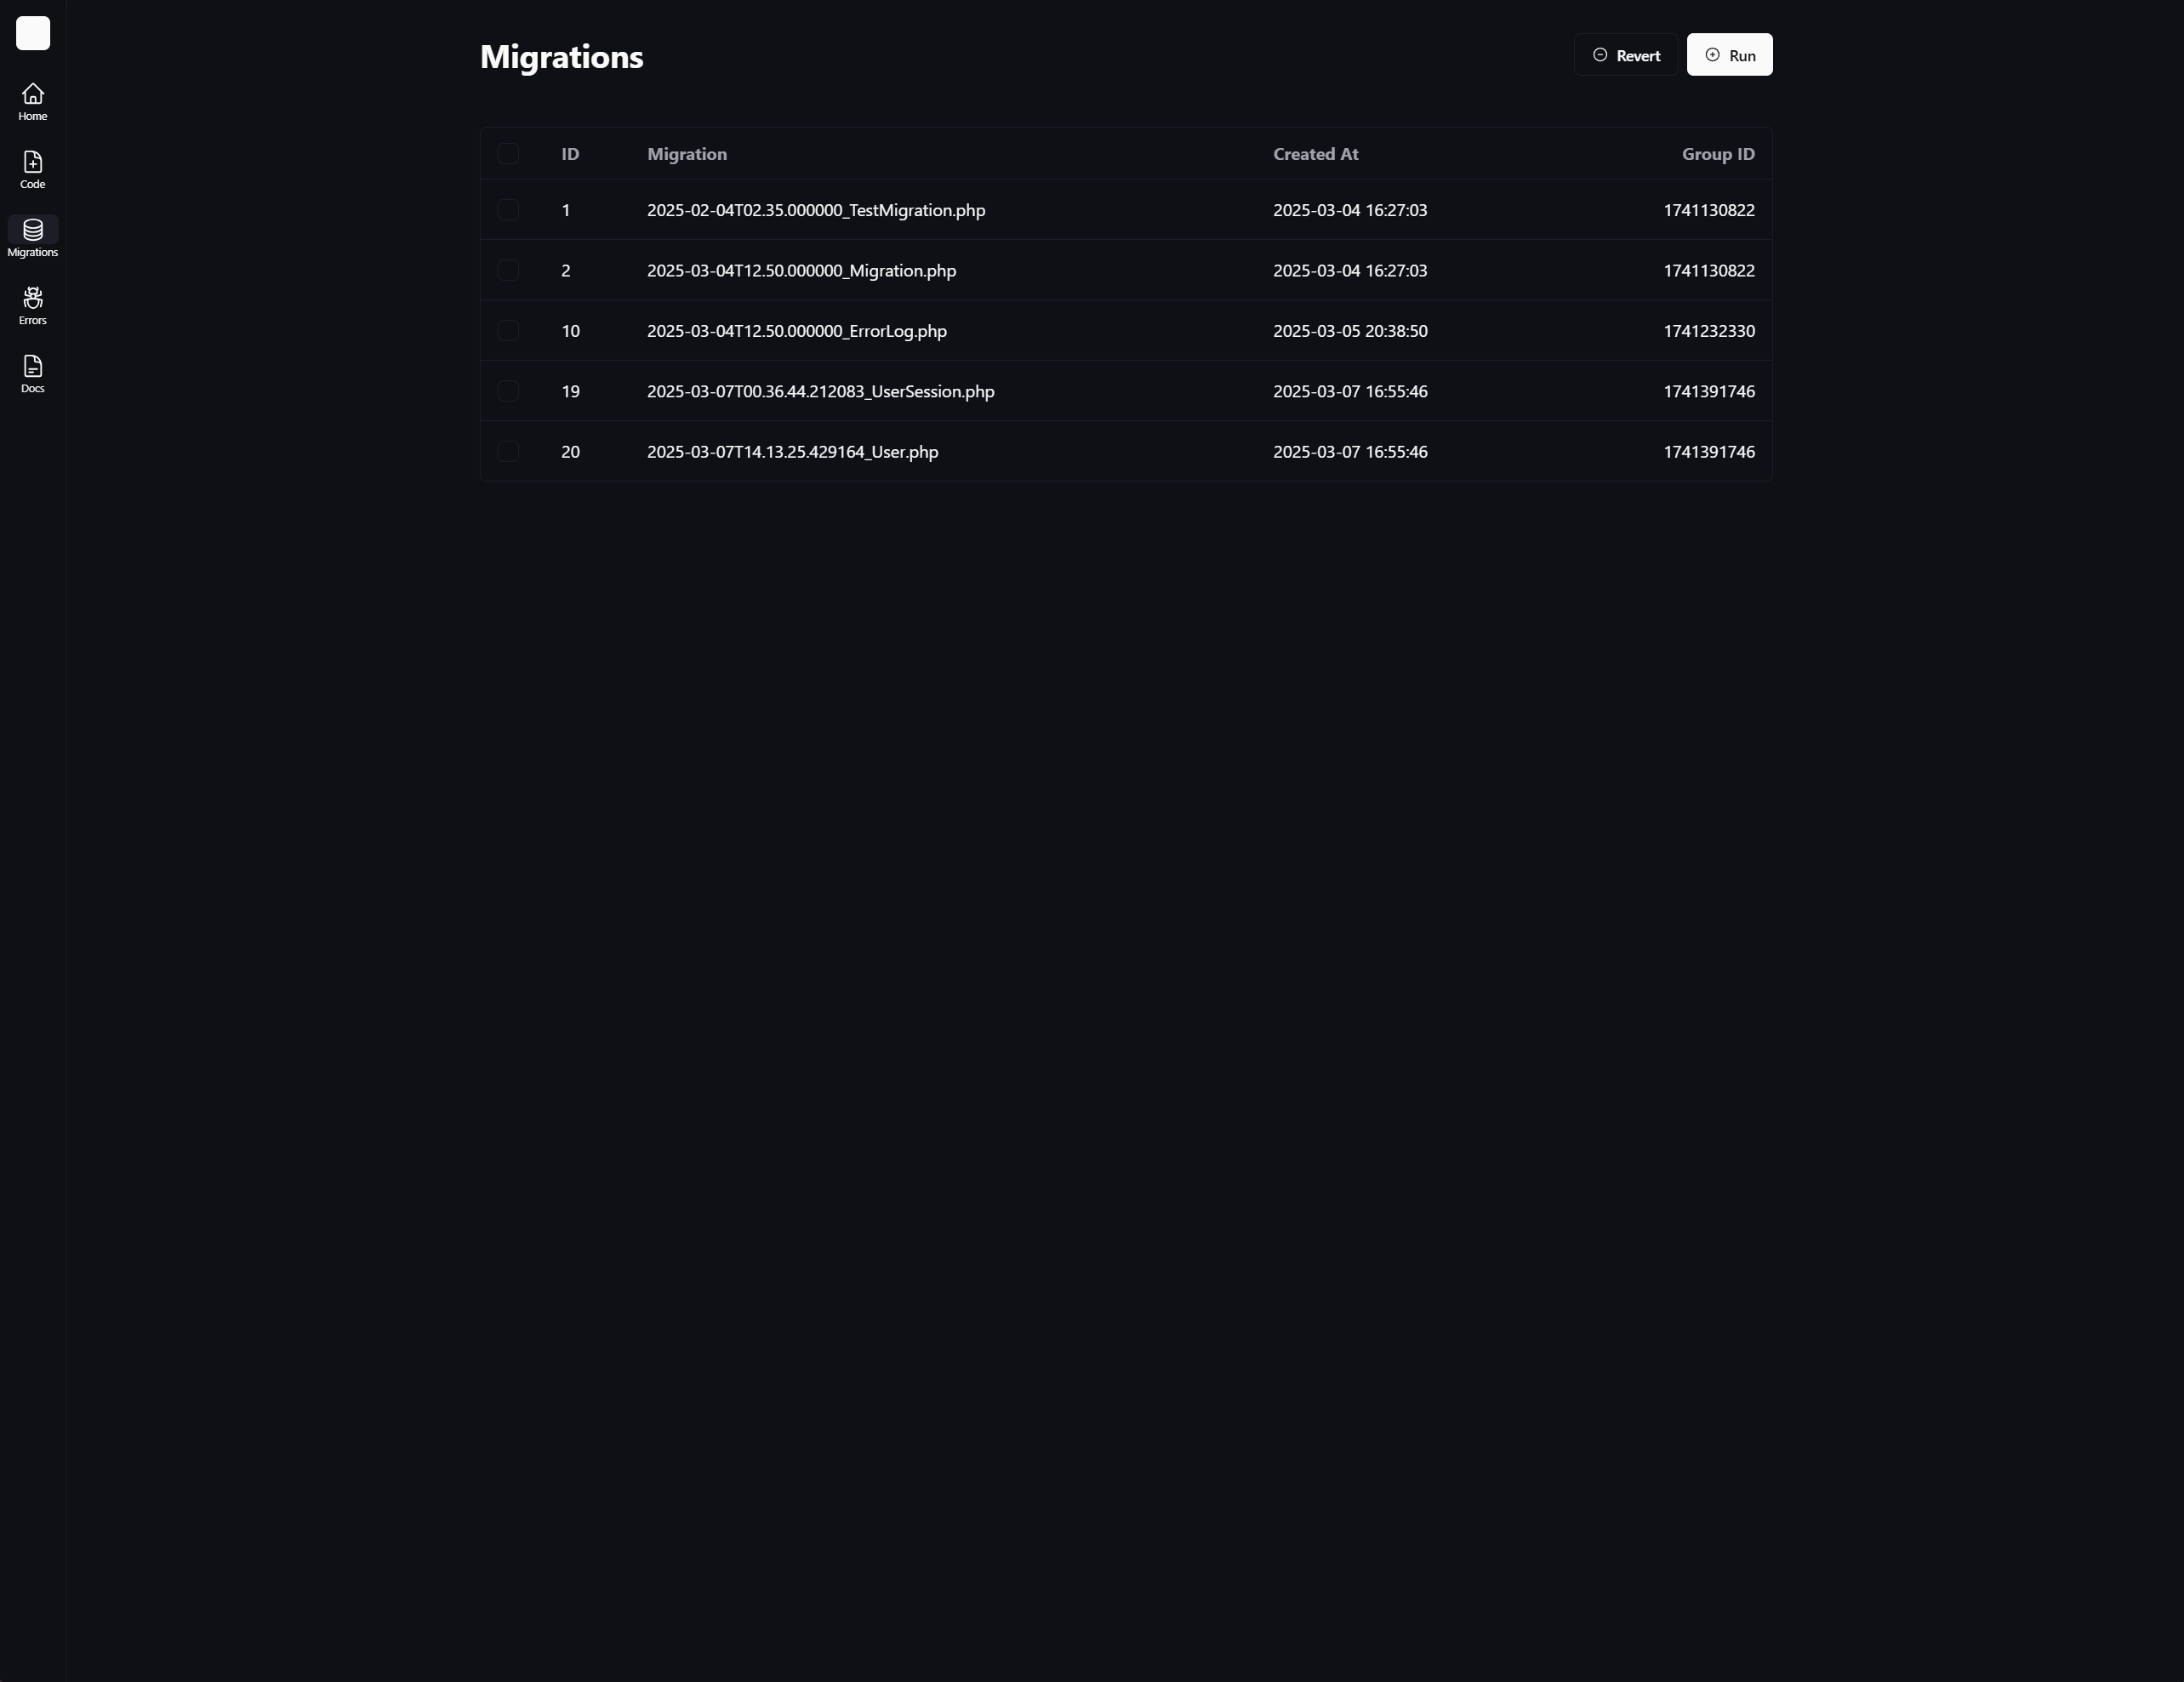 Home
Code
Migrations
Errors
Docs
Migrations
Revert
Run
ID Migration Created At Group ID
1 2025-02-04T02.35.000000_TestMigration.php 2025-03-04 16:27:03 1741130822
2 2025-03-04T12.50.000000_Migration.php 2025-03-04 16:27:03 1741130822
10 2025-03-04T12.50.000000_ErrorLog.php 2025-03-05 20:38:50 1741232330
19 2025-03-07T00.36.44.212083_UserSession.php 2025-03-07 16:55:46 1741391746
20 2025-03-07T14.13.25.429164_User.php 2025-03-07 16:55:46 1741391746